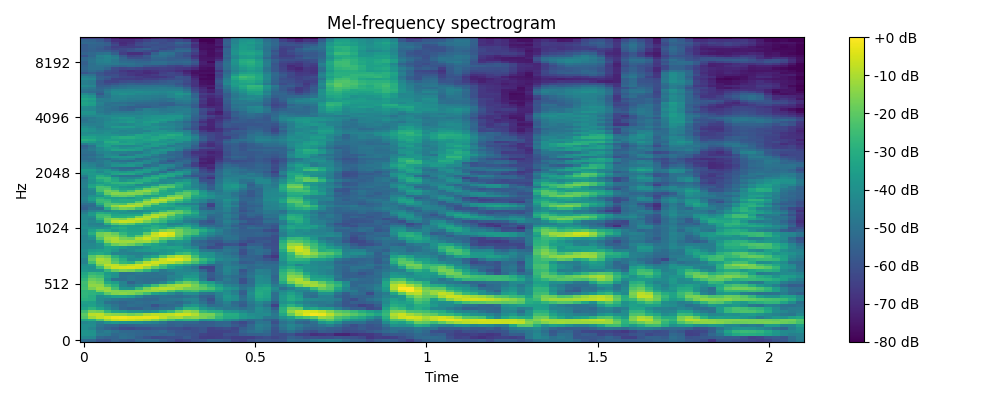 Mel-frequency spectrogram
Hz
8192
4096
2048
1024
512
0
0
0.5
1
1.5
2
Time
+0 dB
-10 dB
-20 dB
-30 dB
-40 dB
-50 dB
-60 dB
-70 dB
-80 dB